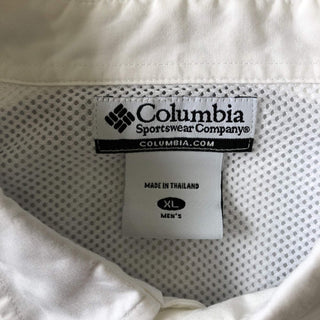 Columbia
Sportswear Company®
COLUMBIA.COM
MADE IN THAILAND
XL
MEN'S